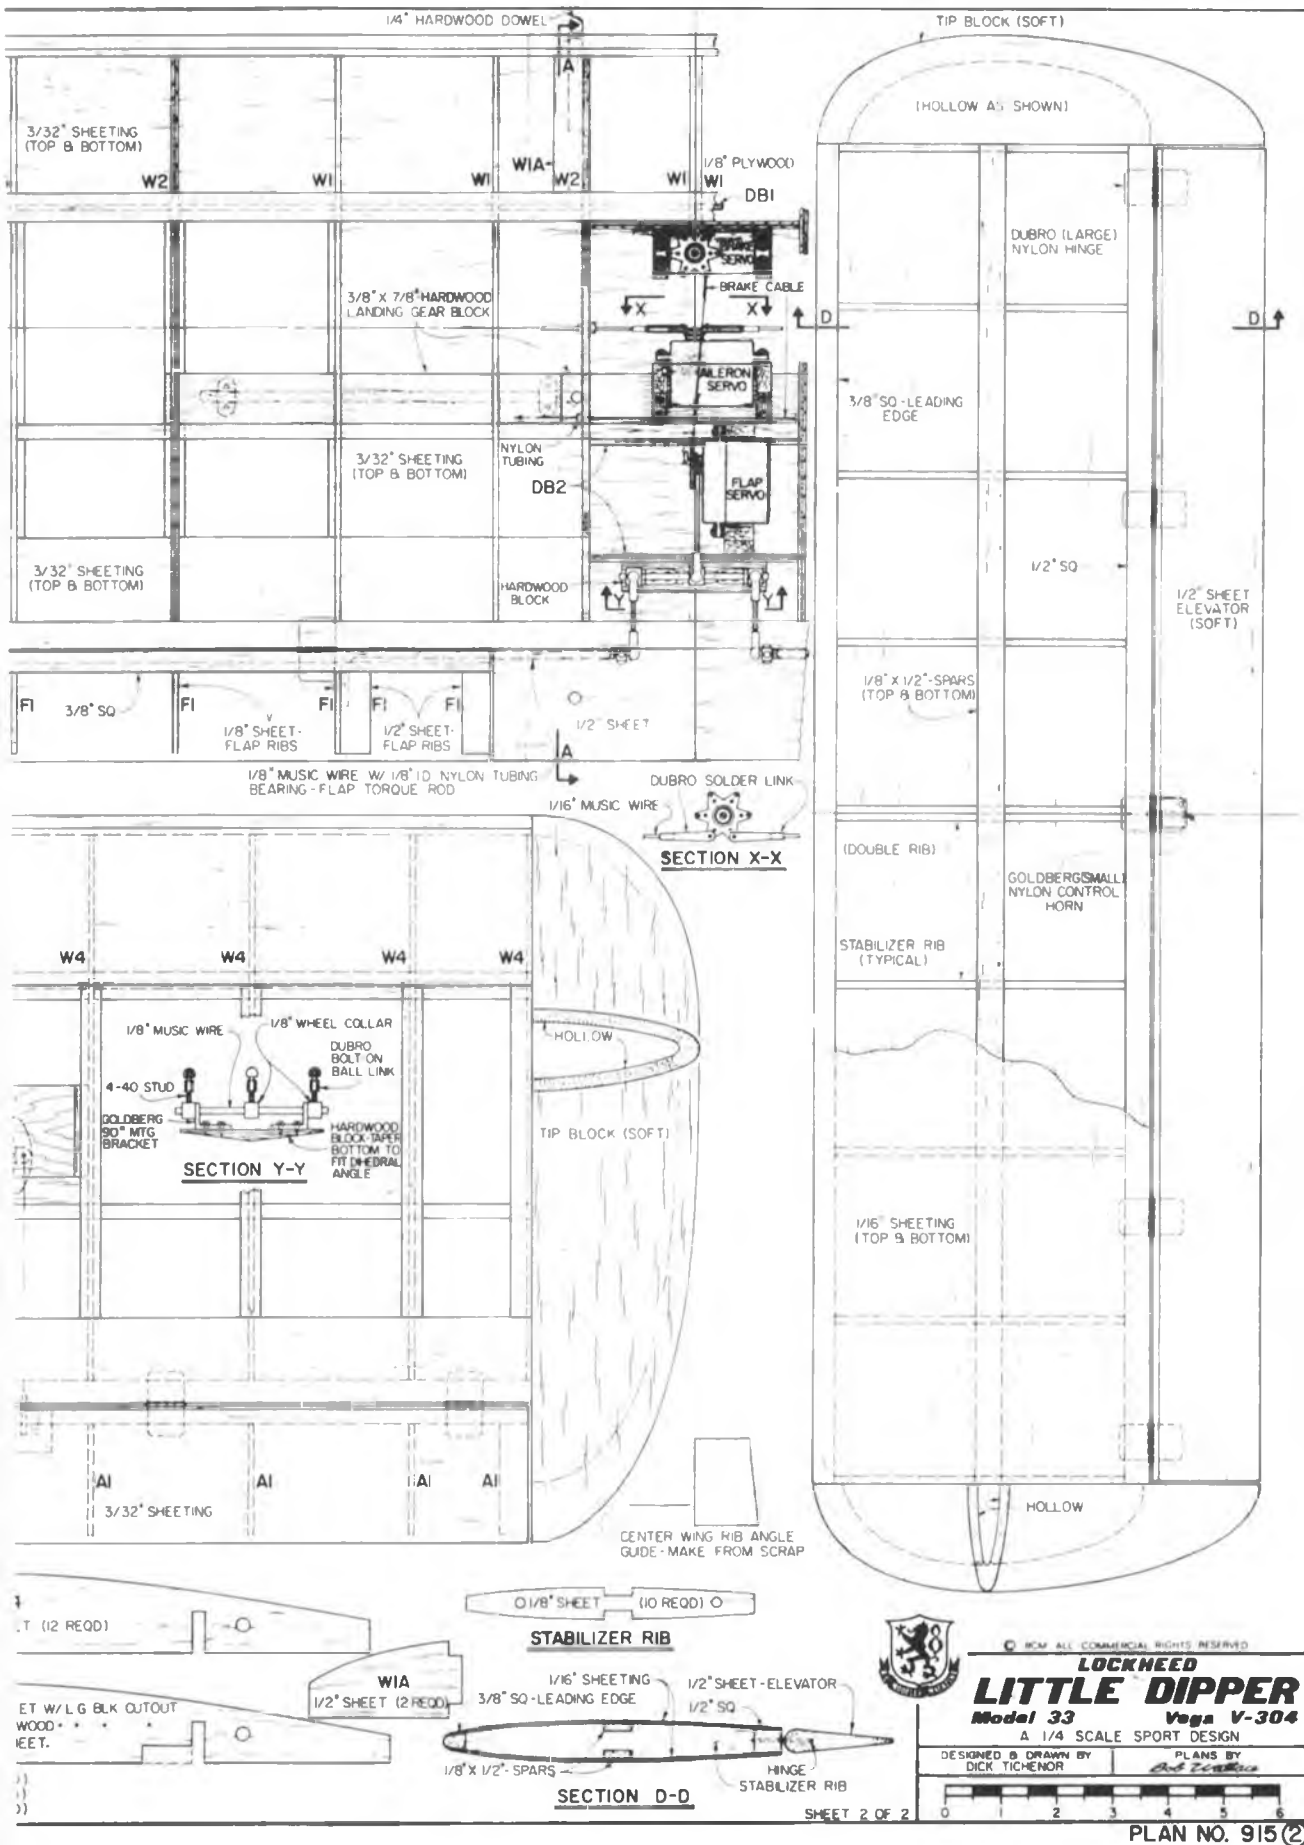 1/4" HARDWOOD DOWEL
A
3/32" SHEETING
(TOP & BOTTOM)
W2
W1
W1
W1A
W2
W1
W1
1/8" PLYWOOD
DB1
BRAKE
SERVO
BRAKE CABLE
3/8" X 7/8" HARDWOOD
LANDING GEAR BLOCK
X
X
AILERON
SERVO
NYLON
TUBING
3/32" SHEETING
(TOP & BOTTOM)
DB2
FLAP
SERVO
3/32" SHEETING
(TOP & BOTTOM)
HARDWOOD
BLOCK
Y
Y
F1
3/8" SQ
F1
F1
F1
F1
1/8" SHEET-
FLAP RIBS
1/2" SHEET-
FLAP RIBS
1/2" SHEET
A
1/8" MUSIC WIRE W/ 1/8" ID NYLON TUBING
BEARING-FLAP TORQUE ROD
DUBRO SOLDER LINK
1/16" MUSIC WIRE
SECTION X-X
TIP BLOCK (SOFT)
(HOLLOW AS SHOWN)
DUBRO (LARGE)
NYLON HINGE
D
D
3/8" SQ-LEADING
EDGE
1/2" SQ
1/2" SHEET
ELEVATOR
(SOFT)
1/8" X 1/2"-SPARS
(TOP & BOTTOM)
(DOUBLE RIB)
GOLDBERG (SMALL)
NYLON CONTROL
HORN
STABILIZER RIB
(TYPICAL)
1/16" SHEETING
(TOP & BOTTOM)
HOLLOW
W4
W4
W4
W4
1/8" MUSIC WIRE
1/8" WHEEL COLLAR
DUBRO
BOLT ON
BALL LINK
4-40 STUD
GOLDBERG
90° MTG
BRACKET
HARDWOOD
BLOCK-TAPER
BOTTOM TO
FIT DIHEDRAL
ANGLE
SECTION Y-Y
HOLLOW
TIP BLOCK (SOFT)
A1
A1
A1
A1
3/32" SHEETING
CENTER WING RIB ANGLE
GUIDE-MAKE FROM SCRAP
T (12 REQD)
ET W/ LG BLK CUTOUT
WOOD " " "
EET.
W1A
1/2" SHEET (2 REQD)
1/8" SHEET (10 REQD)
STABILIZER RIB
1/16" SHEETING
3/8" SQ-LEADING EDGE
1/2" SHEET-ELEVATOR
1/2" SQ
1/8" X 1/2"-SPARS
HINGE
STABILIZER RIB
SECTION D-D
SHEET 2 OF 2
© RCM ALL COMMERCIAL RIGHTS RESERVED
LOCKHEED
LITTLE DIPPER
Model 33 Vega V-304
A 1/4 SCALE SPORT DESIGN
DESIGNED & DRAWN BY
DICK TICHENOR
PLANS BY
0 1 2 3 4 5 6
PLAN NO. 915 2